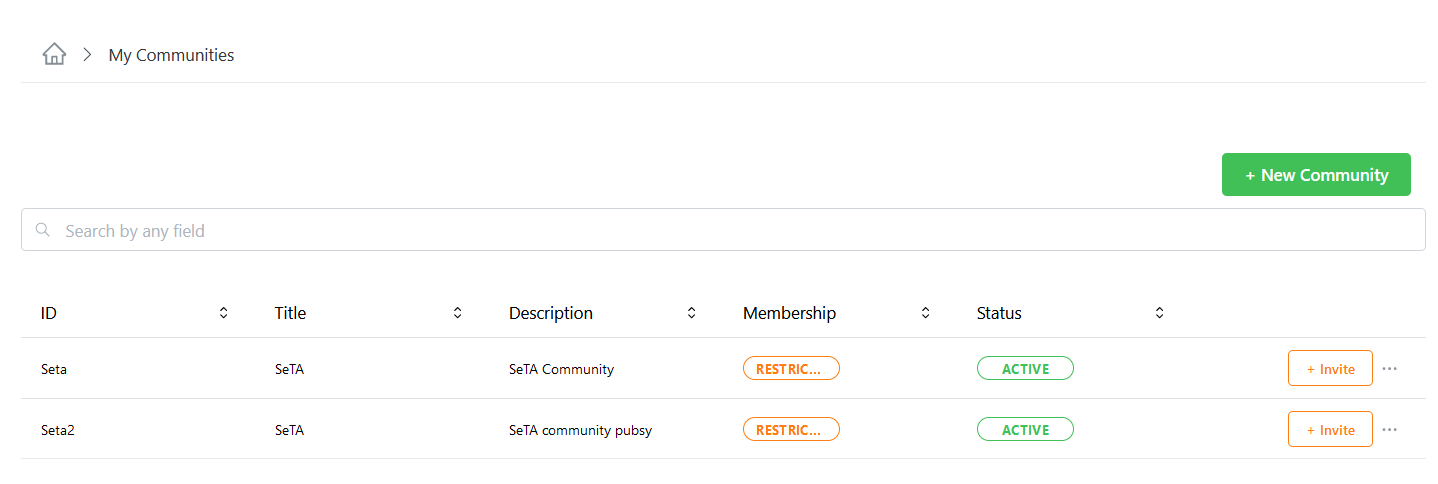 My Communities
+ New Community
Search by any field
ID Title Description Membership Status
Seta SeTA SeTA Community RESTRIC... ACTIVE + Invite
Seta2 SeTA SeTA community pubsy RESTRIC... ACTIVE + Invite